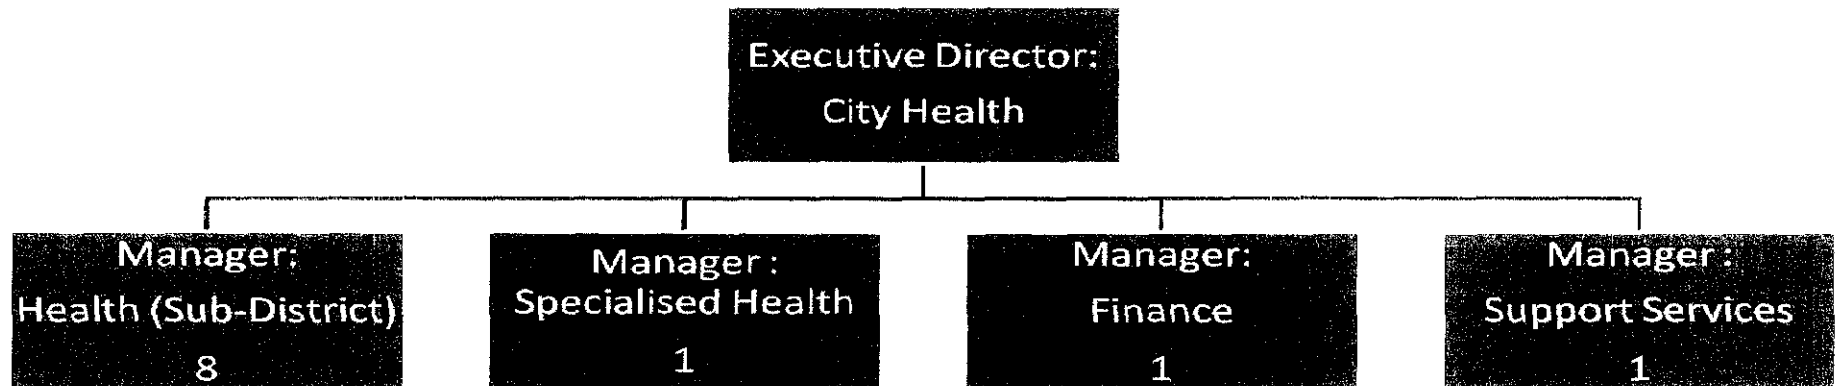 Executive Director:
City Health
Manager:
Health (Sub-District)
8
Manager :
Specialised Health
1
Manager:
Finance
1
Manager :
Support Services
1